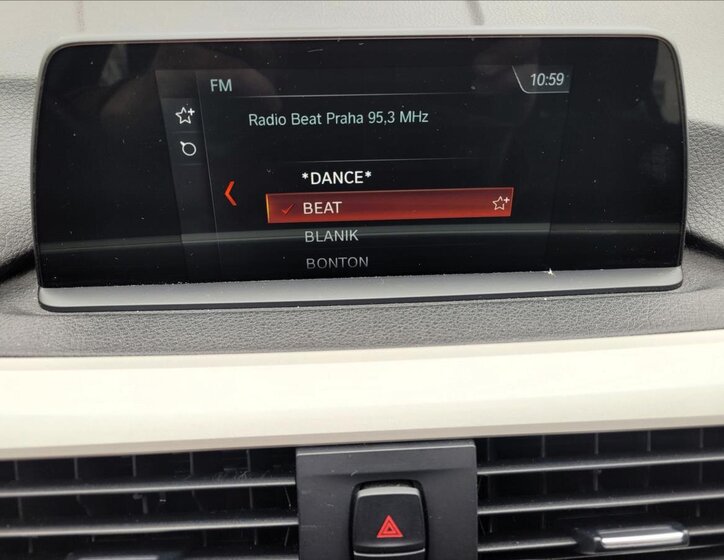 FM
10:59
Radio Beat Praha 95,3 MHz
*DANCE*
BEAT
BLANIK
BONTON